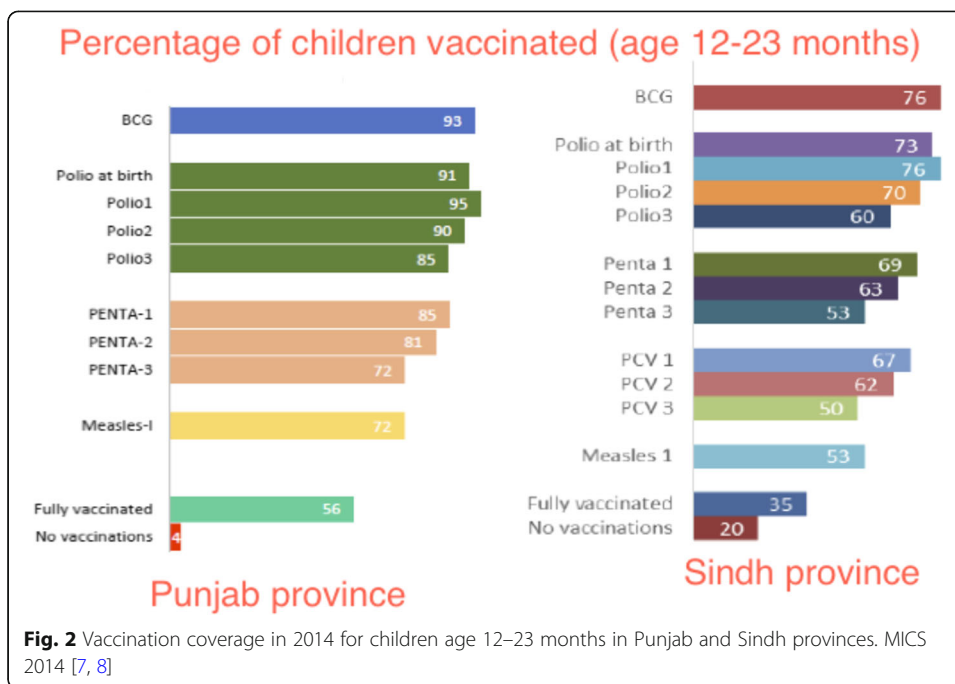 Percentage of children vaccinated (age 12-23 months)
BCG 93
Polio at birth 91
Polio1 95
Polio2 90
Polio3 85
PENTA-1 85
PENTA-2 81
PENTA-3 72
Measles-I 72
Fully vaccinated 56
No vaccinations 4
Punjab province
BCG 76
Polio at birth 73
Polio1 76
Polio2 70
Polio3 60
Penta 1 69
Penta 2 63
Penta 3 53
PCV 1 67
PCV 2 62
PCV 3 50
Measles 1 53
Fully vaccinated 35
No vaccinations 20
Sindh province
Fig. 2 Vaccination coverage in 2014 for children age 12–23 months in Punjab and Sindh provinces. MICS
2014 [7, 8]